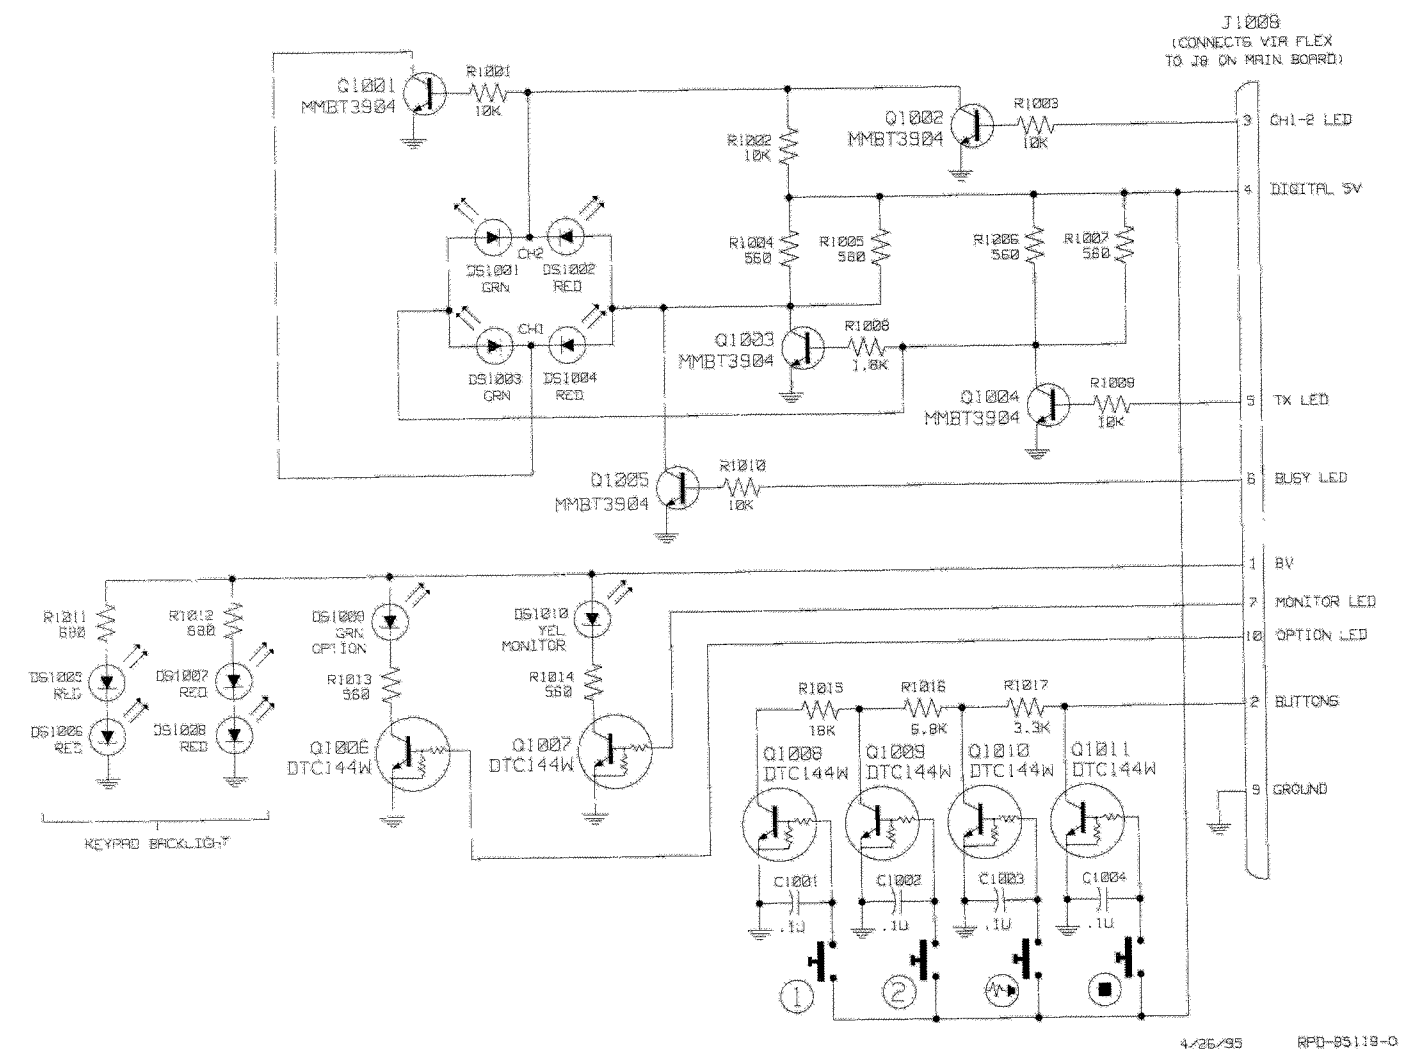 J1008
(CONNECTS VIA FLEX
TO J8 ON MAIN BOARD)
Q1001
MMBT3904
R1001
10K
R1002
10K
Q1002
MMBT3904
R1003
10K
3 CH1-2 LED
4 DIGITAL 5V
R1004
560
R1005
560
R1006
560
R1007
560
CH2
DS1001
GRN
DS1002
RED
CH1
DS1003
GRN
DS1004
RED
Q1003
MMBT3904
R1008
1.8K
Q1004
MMBT3904
R1009
10K
5 TX LED
Q1005
MMBT3904
R1010
10K
6 BUSY LED
1 8V
7 MONITOR LED
10 OPTION LED
R1011
680
R1012
680
DS1005
RED
DS1007
RED
DS1006
RED
DS1008
RED
KEYPAD BACKLIGHT
DS1009
GRN
OPTION
R1013
560
Q1006
DTC144W
DS1010
YEL
MONITOR
R1014
560
Q1007
DTC144W
R1015
18K
R1016
6.8K
R1017
3.3K
2 BUTTONS
Q1008
DTC144W
Q1009
DTC144W
Q1010
DTC144W
Q1011
DTC144W
9 GROUND
C1001
.1U
C1002
.1U
C1003
.1U
C1004
.1U
1
2
4/26/95
RPD-85119-0